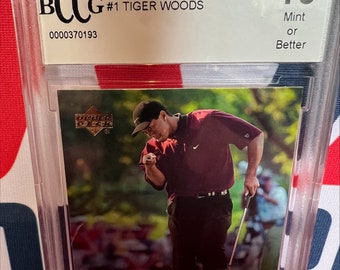 BCCG
#1 TIGER WOODS
10
0000370193
Mint
or
Better
UPPER
DECK